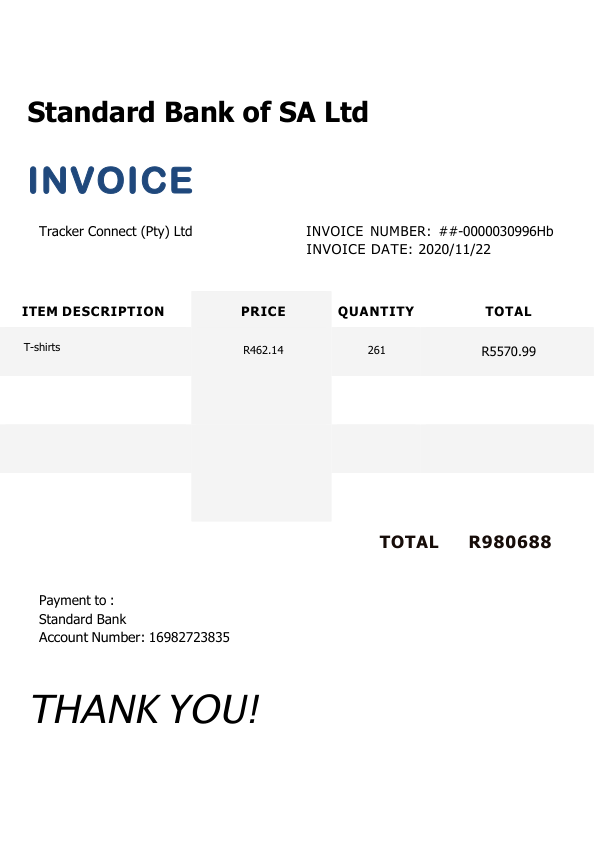 Standard Bank of SA Ltd
INVOICE
Tracker Connect (Pty) Ltd
INVOICE NUMBER: ##-0000030996Hb
INVOICE DATE: 2020/11/22
ITEM DESCRIPTION PRICE QUANTITY TOTAL
T-shirts R462.14 261 R5570.99
TOTAL R980688
Payment to :
Standard Bank
Account Number: 16982723835
THANK YOU!